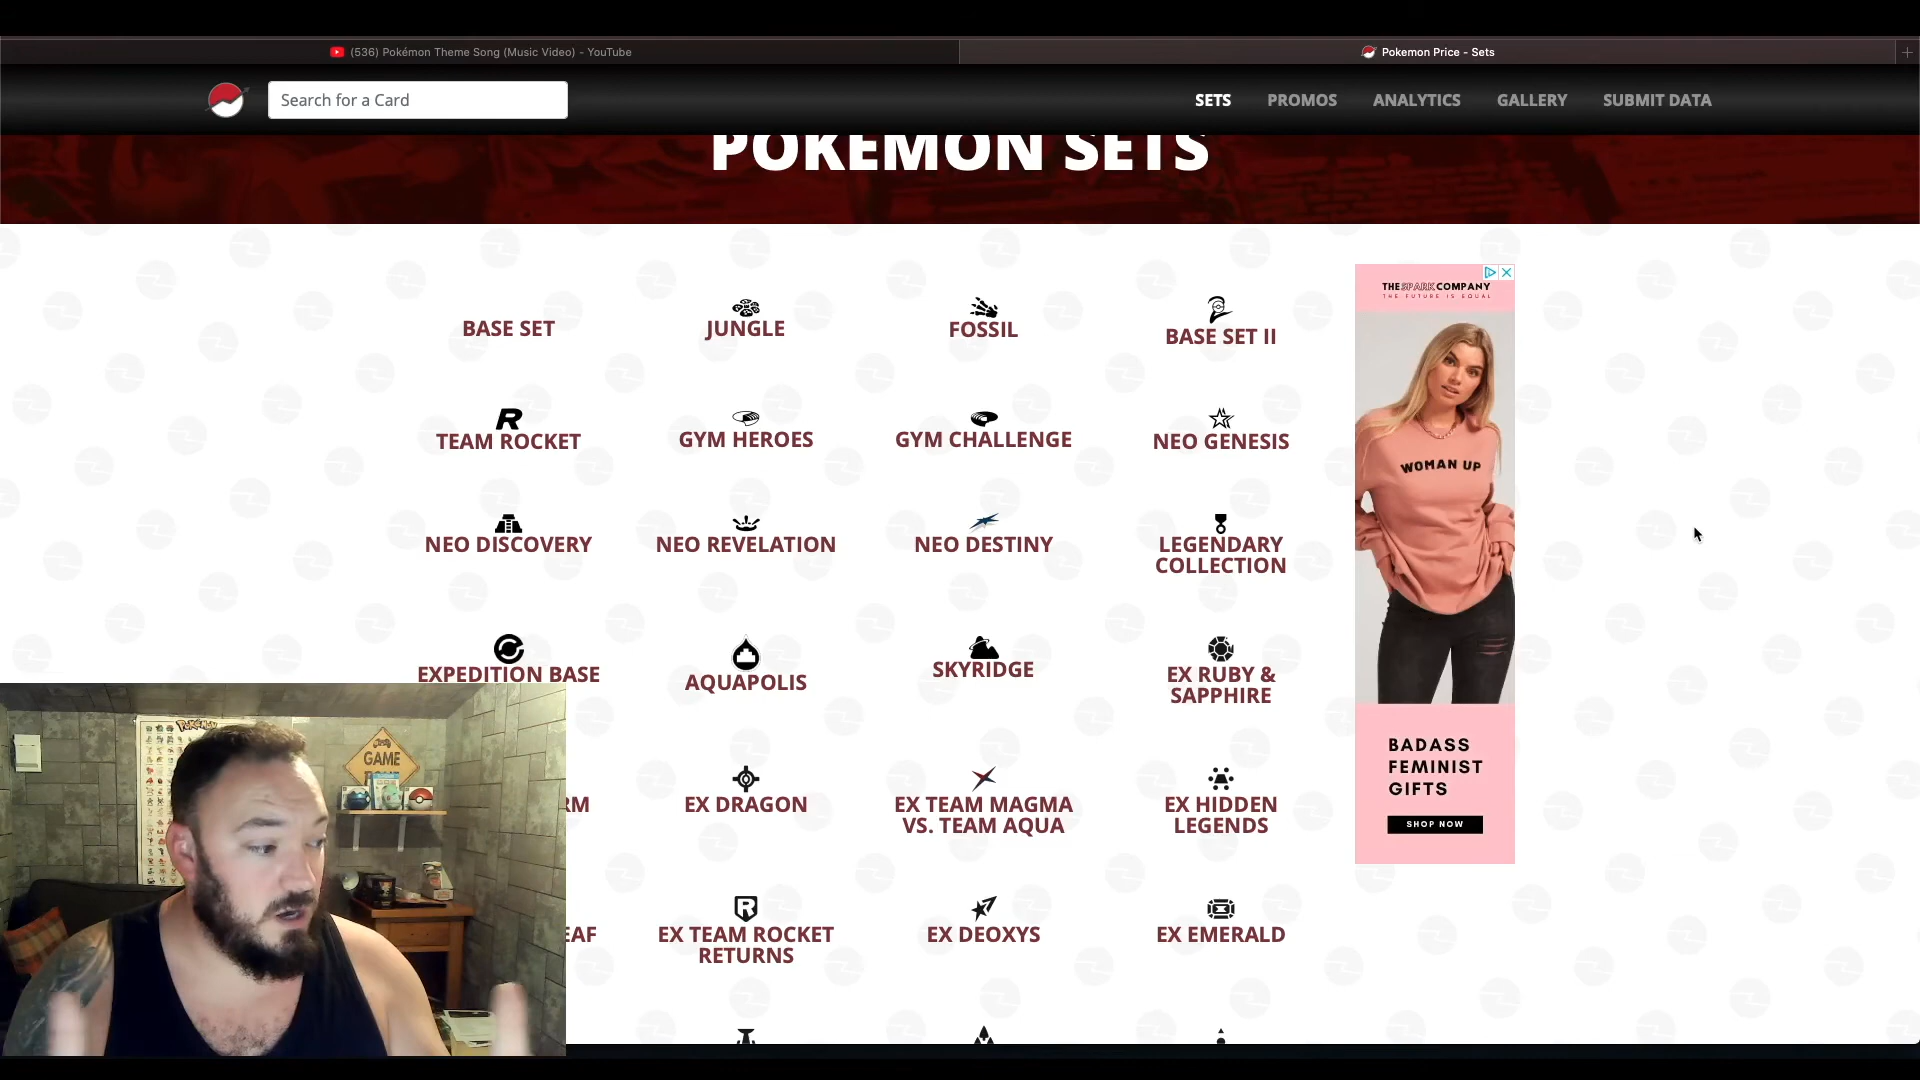 (536) Pokémon Theme Song (Music Video) - YouTube
Pokemon Price - Sets
Search for a Card
SETS
PROMOS
ANALYTICS
GALLERY
SUBMIT DATA
POKEMON SETS
BASE SET
JUNGLE
FOSSIL
BASE SET II
R
TEAM ROCKET
GYM HEROES
GYM CHALLENGE
NEO GENESIS
NEO DISCOVERY
NEO REVELATION
NEO DESTINY
LEGENDARY
COLLECTION
EXPEDITION BASE
AQUAPOLIS
SKYRIDGE
EX RUBY &
SAPPHIRE
RM
EX DRAGON
EX TEAM MAGMA
VS. TEAM AQUA
EX HIDDEN
LEGENDS
EAF
R
EX TEAM ROCKET
RETURNS
EX DEOXYS
EX EMERALD
THE SPARK COMPANY
THE FUTURE IS EQUAL
WOMAN UP
BADASS
FEMINIST
GIFTS
SHOP NOW
POKÉMON
GAME